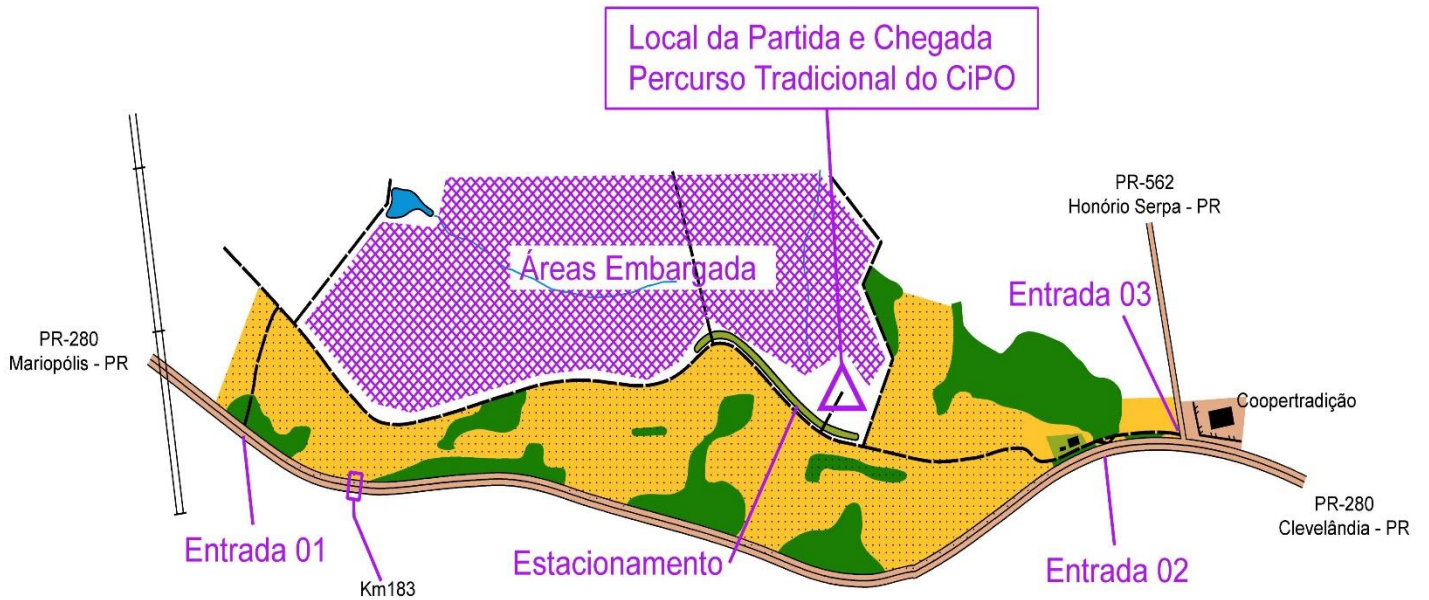 Local da Partida e Chegada
Percurso Tradicional do CiPO
PR-562
Honório Serpa - PR
Áreas Embargada
Entrada 03
PR-280
Mariopólis - PR
Coopertradição
PR-280
Clevelândia - PR
Entrada 01
Estacionamento
Entrada 02
Km183